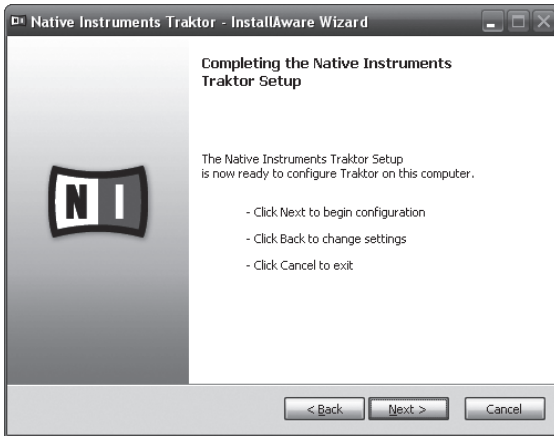 Native Instruments Traktor - InstallAware Wizard
Completing the Native Instruments
Traktor Setup
The Native Instruments Traktor Setup
is now ready to configure Traktor on this computer.
- Click Next to begin configuration
- Click Back to change settings
- Click Cancel to exit
NI
< Back
Next >
Cancel